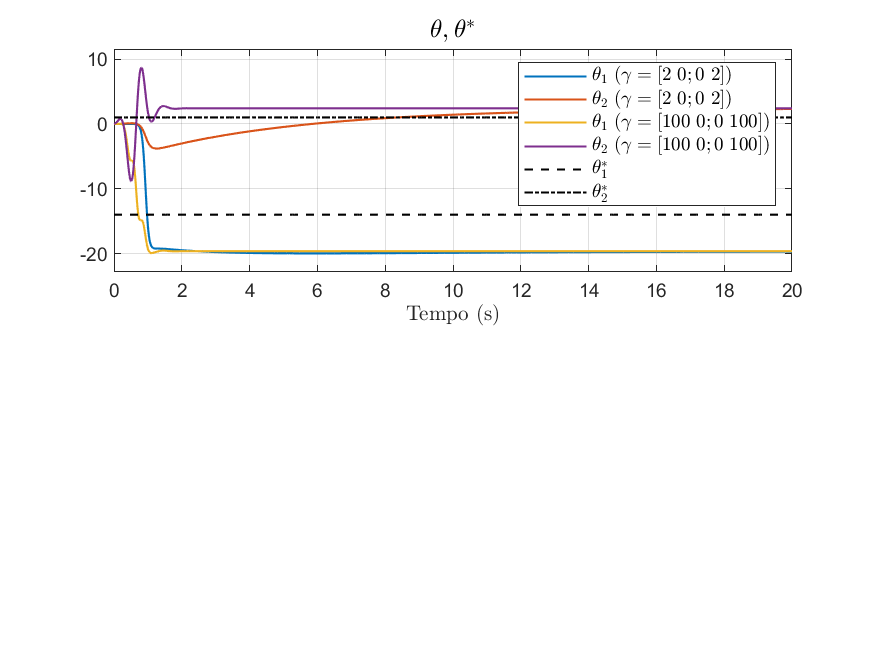 θ, θ*
10
0
-10
-20
θ₁ (γ = [2 0; 0 2])
θ₂ (γ = [2 0; 0 2])
θ₁ (γ = [100 0; 0 100])
θ₂ (γ = [100 0; 0 100])
θ₁*
θ₂*
0 2 4 6 8 10 12 14 16 18 20
Tempo (s)